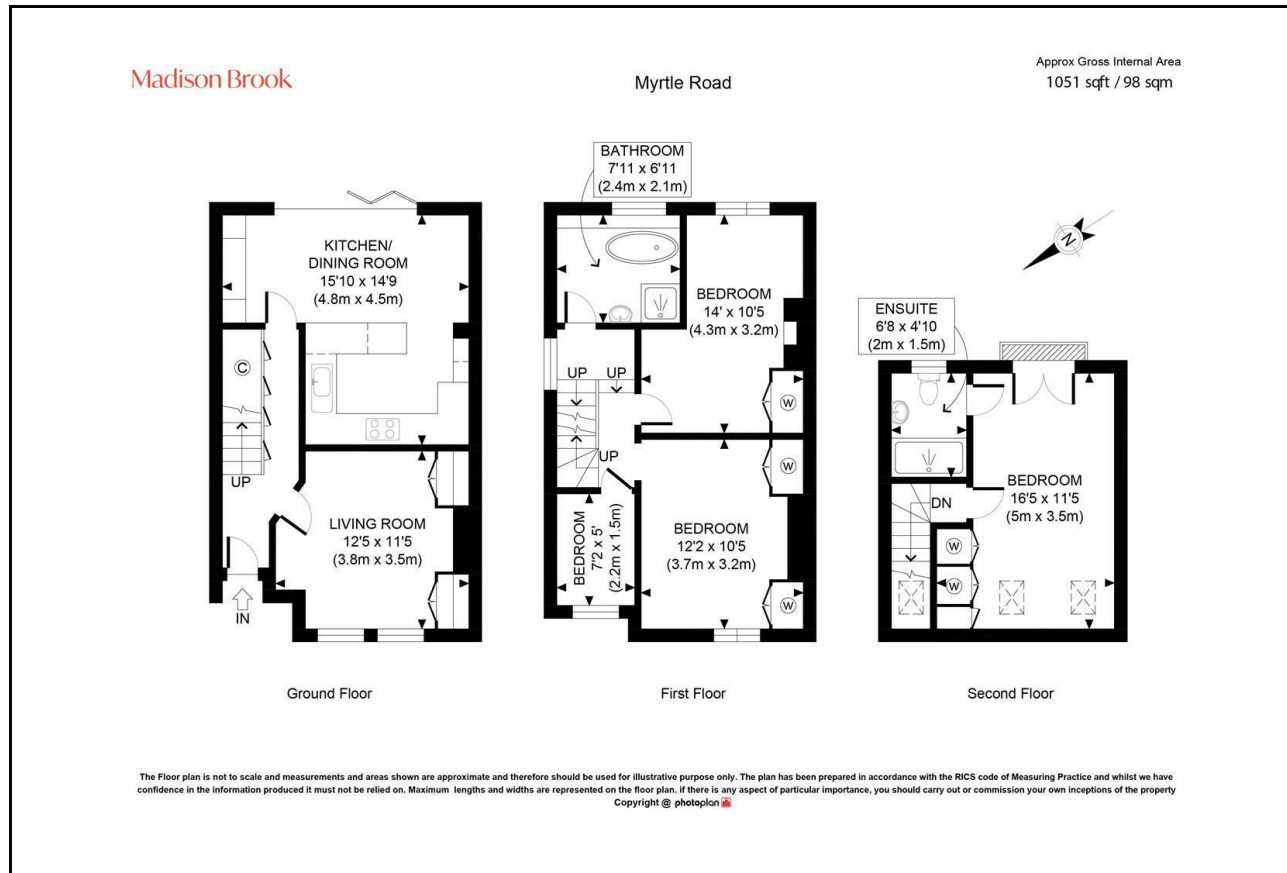 Madison Brook
Myrtle Road
Approx Gross Internal Area
1051 sqft / 98 sqm
KITCHEN/
DINING ROOM
15'10 x 14'9
(4.8m x 4.5m)
C
UP
LIVING ROOM
12'5 x 11'5
(3.8m x 3.5m)
IN
Ground Floor
BATHROOM
7'11 x 6'11
(2.4m x 2.1m)
BEDROOM
14' x 10'5
(4.3m x 3.2m)
UP
UP
UP
W
W
BEDROOM
7'2 x 5'
(2.2m x 1.5m)
BEDROOM
12'2 x 10'5
(3.7m x 3.2m)
W
First Floor
N
ENSUITE
6'8 x 4'10
(2m x 1.5m)
BEDROOM
16'5 x 11'5
(5m x 3.5m)
DN
W
W
Second Floor
The Floor plan is not to scale and measurements and areas shown are approximate and therefore should be used for illustrative purpose only. The plan has been prepared in accordance with the RICS code of Measuring Practice and whilst we have
confidence in the information produced it must not be relied on. Maximum lengths and widths are represented on the floor plan. if there is any aspect of particular importance, you should carry out or commission your own inceptions of the property
Copyright @ photoplan